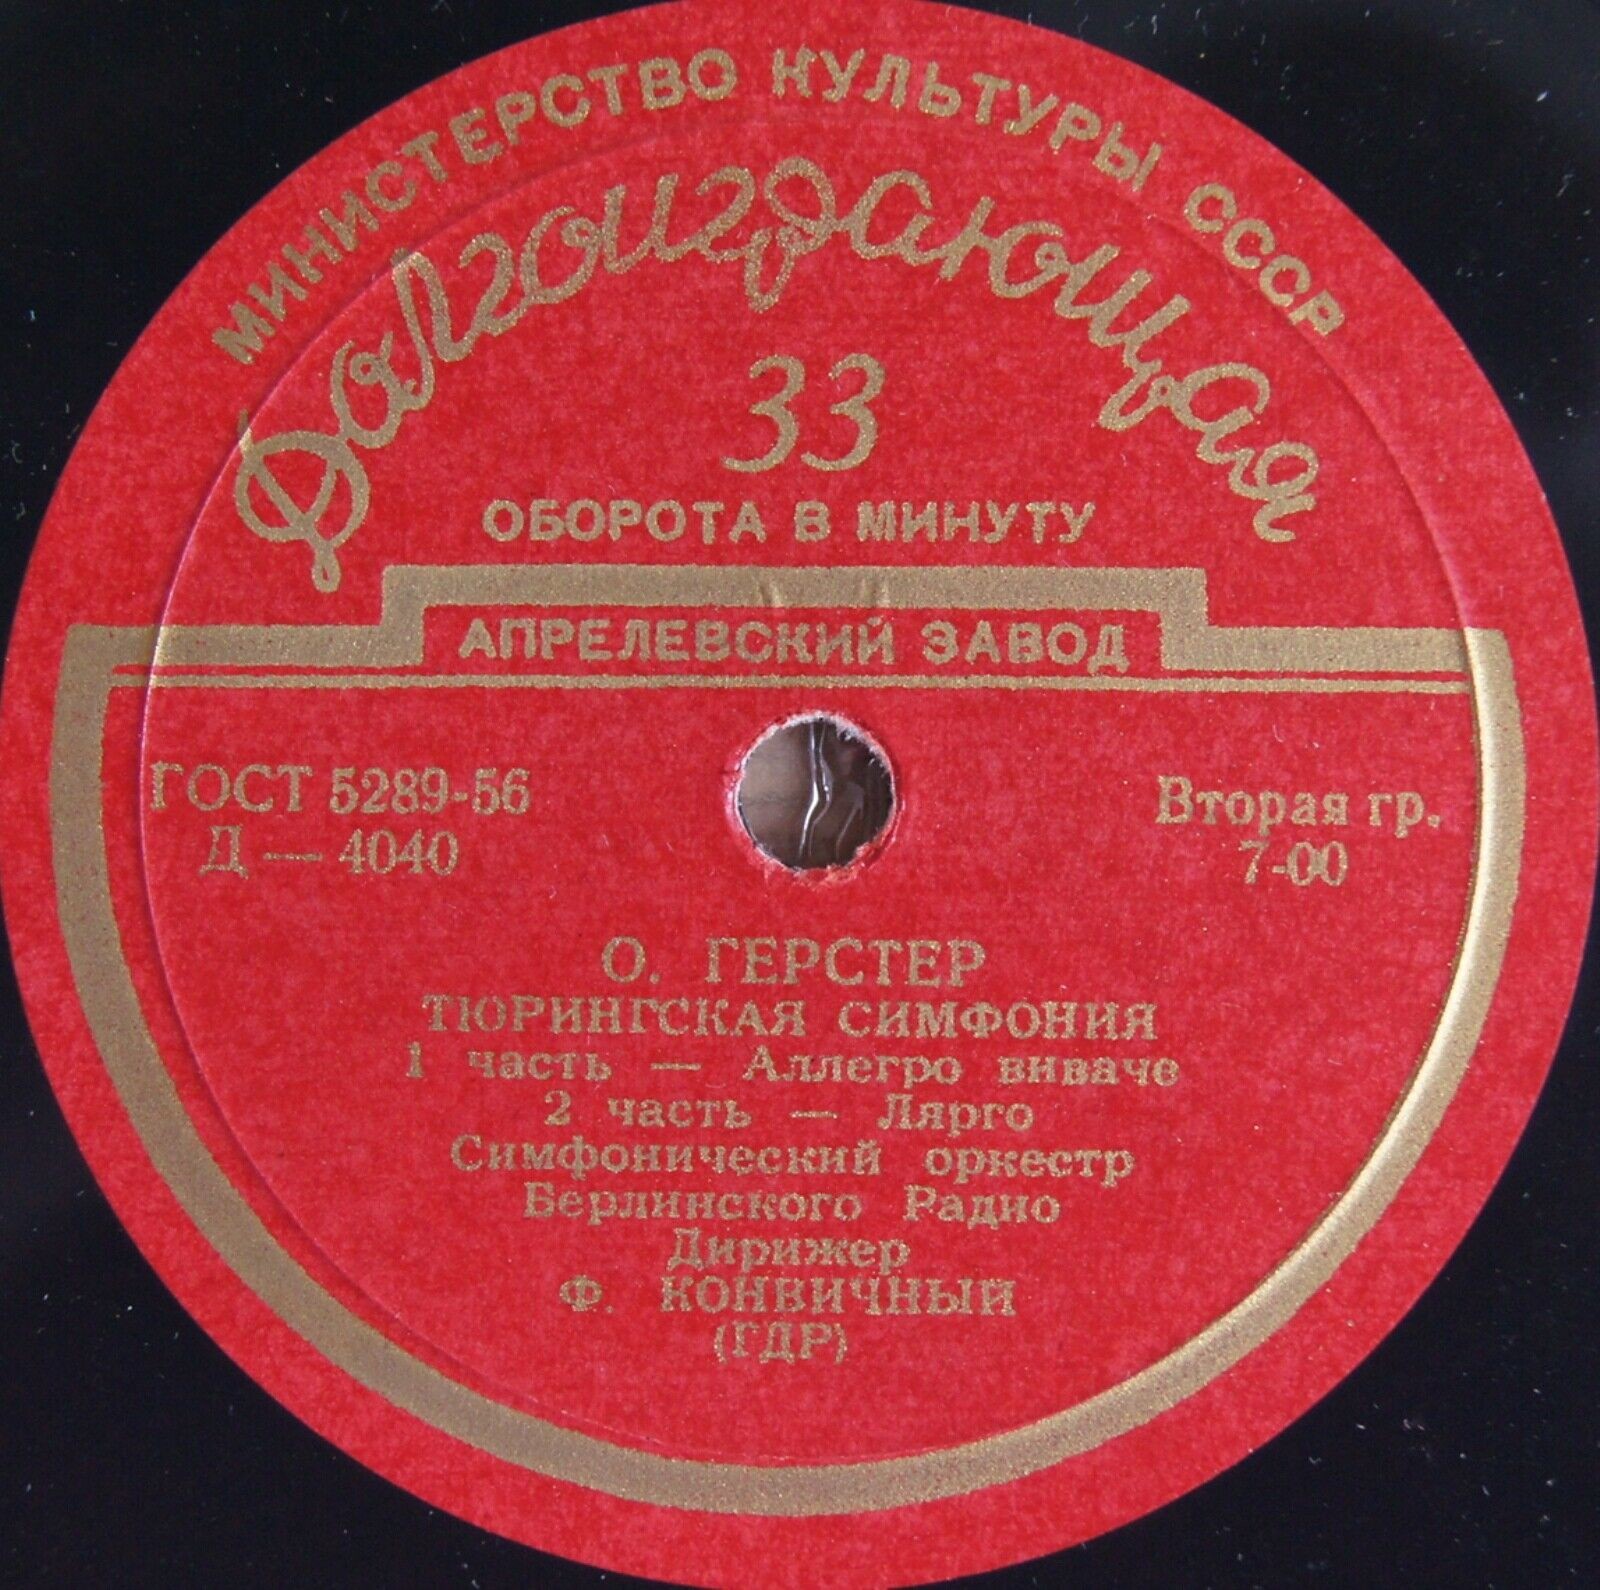 МИНИСТЕРСТВО КУЛЬТУРЫ СССР
Долгоиграющая
33
ОБОРОТА В МИНУТУ
АПРЕЛЕВСКИЙ ЗАВОД
ГОСТ 5289-56
Д — 4040
Вторая гр.
7-00
О. ГЕРСТЕР
ТЮРИНГСКАЯ СИМФОНИЯ
1 часть — Аллегро виваче
2 часть — Лярго
Симфонический оркестр
Берлинского Радио
Дирижер
Ф. КОНВИЧНЫЙ
(ГДР)